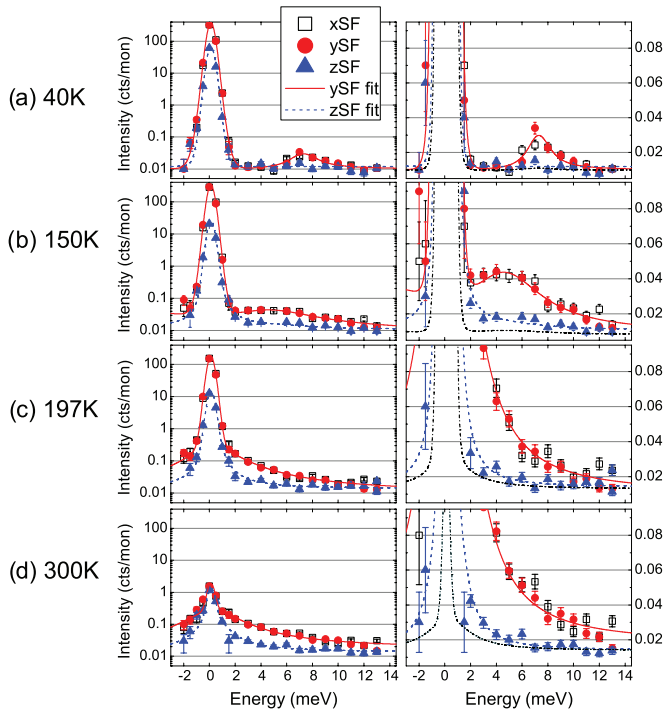 xSF
ySF
zSF
ySF fit
zSF fit
(a) 40K
Intensity (cts/mon)
100
10
1
0.1
0.01
0.08
0.06
0.04
0.02
(b) 150K
Intensity (cts/mon)
100
10
1
0.1
0.01
0.08
0.06
0.04
0.02
(c) 197K
Intensity (cts/mon)
100
10
1
0.1
0.01
0.08
0.06
0.04
0.02
(d) 300K
Intensity (cts/mon)
100
10
1
0.1
0.01
0.08
0.06
0.04
0.02
-2 0 2 4 6 8 10 12 14
-2 0 2 4 6 8 10 12 14
Energy (meV)
Energy (meV)